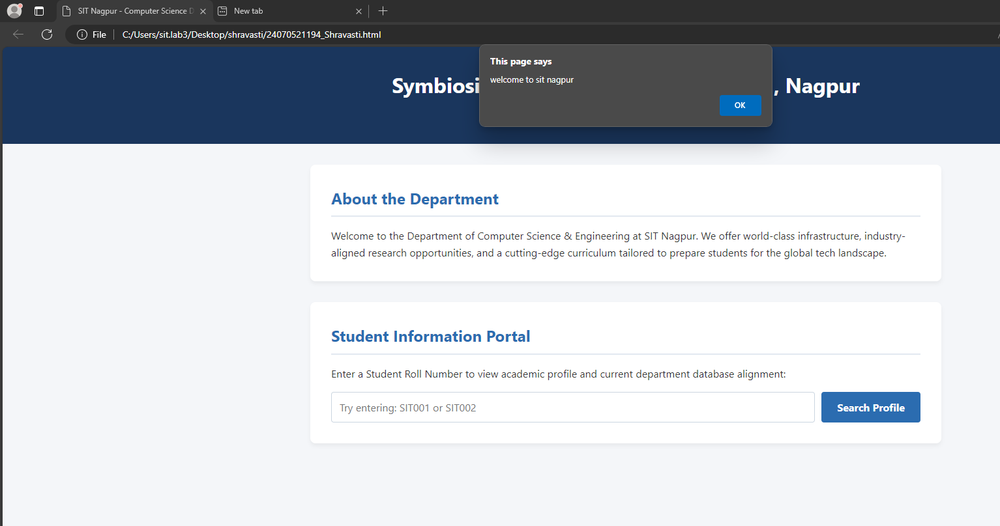 SIT Nagpur - Computer Science D
New tab
File
C:/Users/sit.lab3/Desktop/shravasti/24070521194_Shravasti.html
This page says
welcome to sit nagpur
OK
, Nagpur
About the Department
Welcome to the Department of Computer Science & Engineering at SIT Nagpur. We offer world-class infrastructure, industry-
aligned research opportunities, and a cutting-edge curriculum tailored to prepare students for the global tech landscape.
Student Information Portal
Enter a Student Roll Number to view academic profile and current department database alignment:
Try entering: SIT001 or SIT002
Search Profile